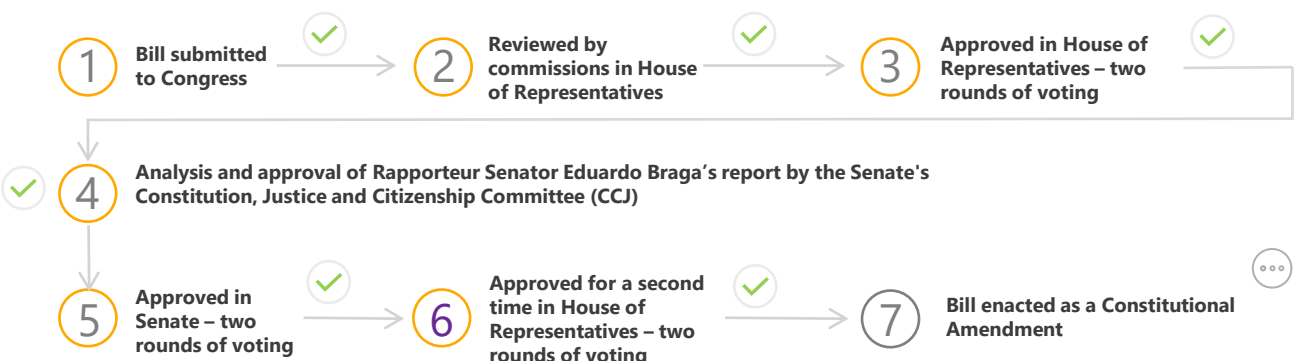 1
Bill submitted
to Congress
2
Reviewed by
commissions in House
of Representatives
3
Approved in House of
Representatives – two
rounds of voting
4
Analysis and approval of Rapporteur Senator Eduardo Braga’s report by the Senate's
Constitution, Justice and Citizenship Committee (CCJ)
5
Approved in
Senate – two
rounds of voting
6
Approved for a second
time in House of
Representatives – two
rounds of voting
7
Bill enacted as a Constitutional
Amendment